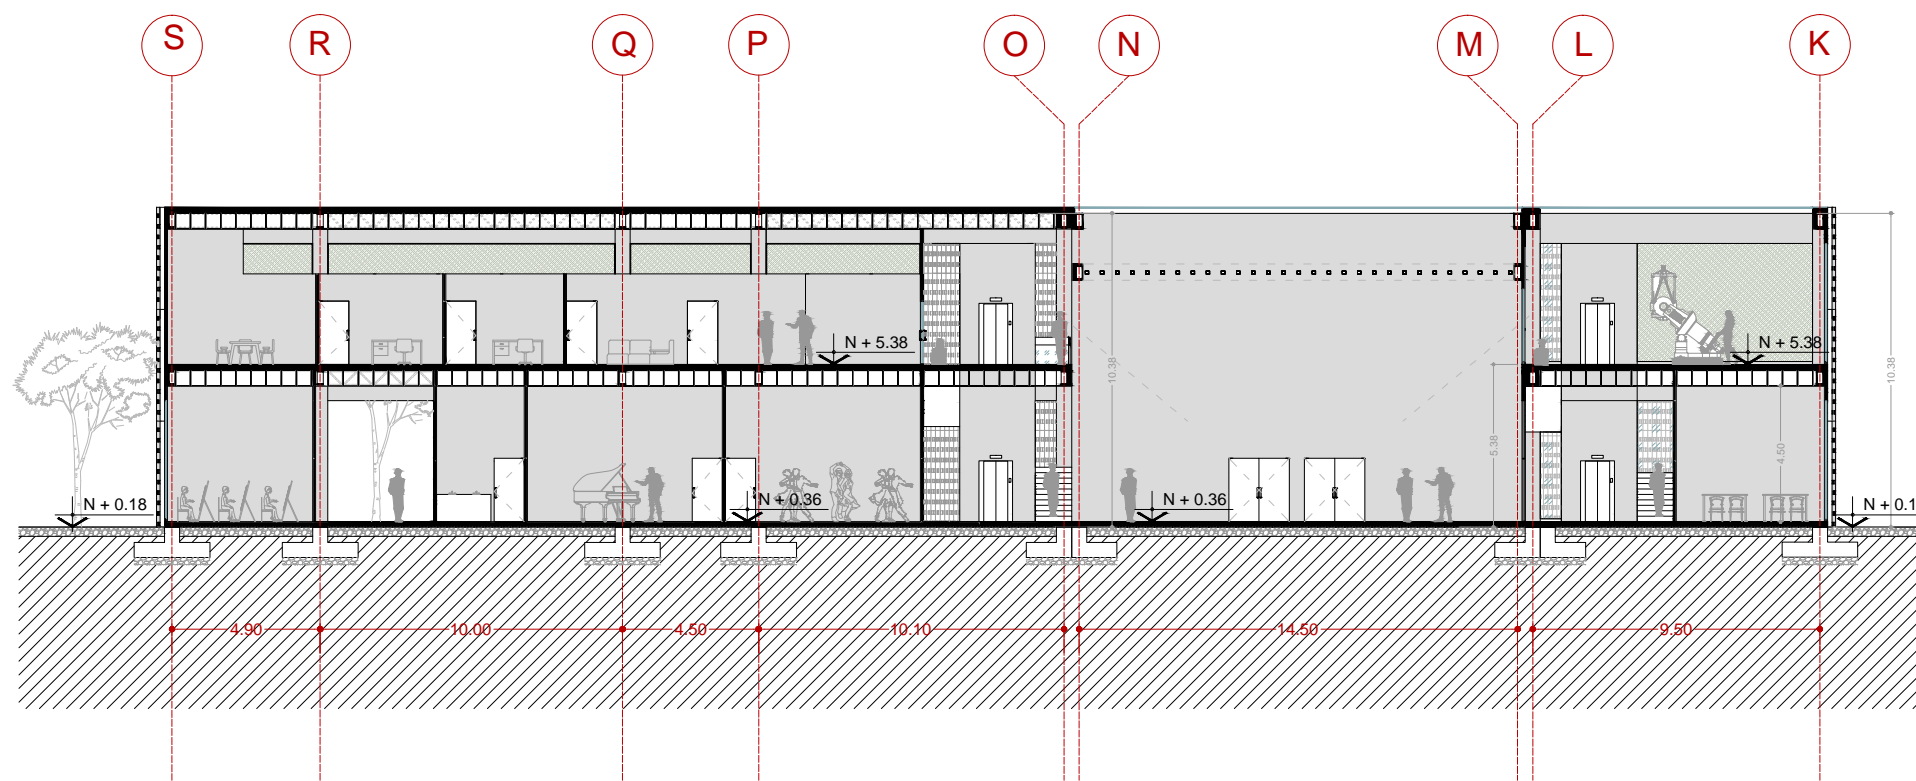 S R Q P O N M L K
10.38
10.38
N + 5.38
N + 5.38
5.38
4.50
N + 0.18
N + 0.36
N + 0.36
N + 0.1
4.90 10.00 4.50 10.10 14.50 9.50